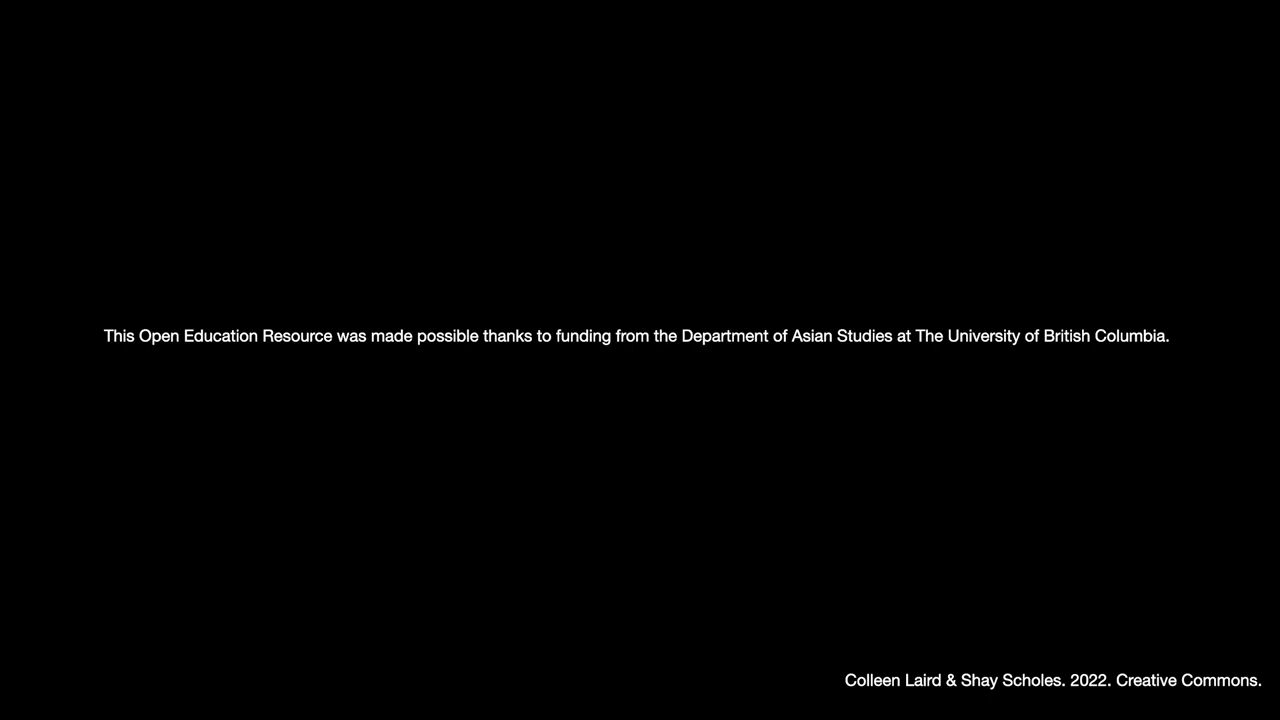 This Open Education Resource was made possible thanks to funding from the Department of Asian Studies at The University of British Columbia.
Colleen Laird & Shay Scholes. 2022. Creative Commons.